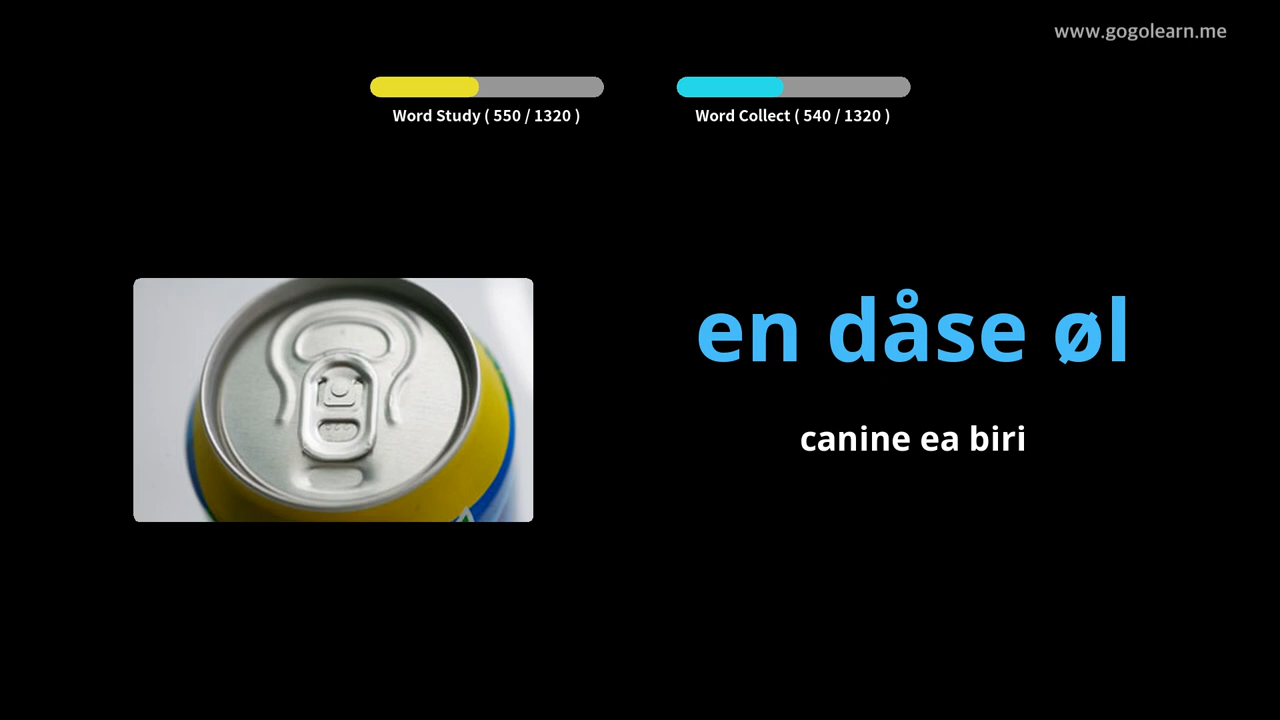 www.gogolearn.me
Word Study ( 550 / 1320 )
Word Collect ( 540 / 1320 )
en dåse øl
canine ea biri